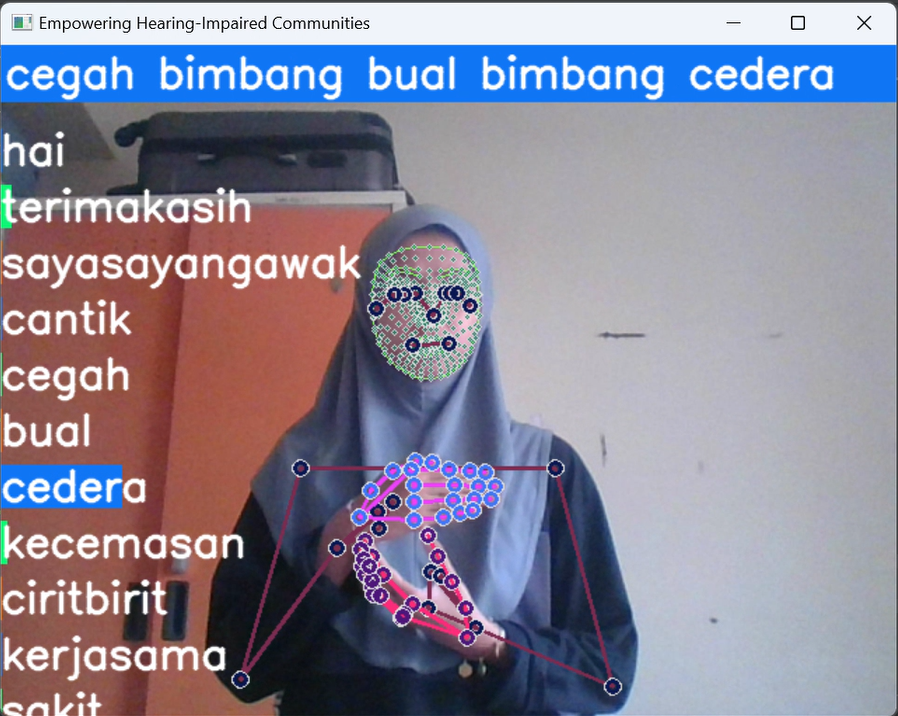 Empowering Hearing-Impaired Communities
cegah bimbang bual bimbang cedera
hai
terimakasih
sayasayangawak
cantik
cegah
bual
cedera
kecemasan
ciritbirit
kerjasama
sakit